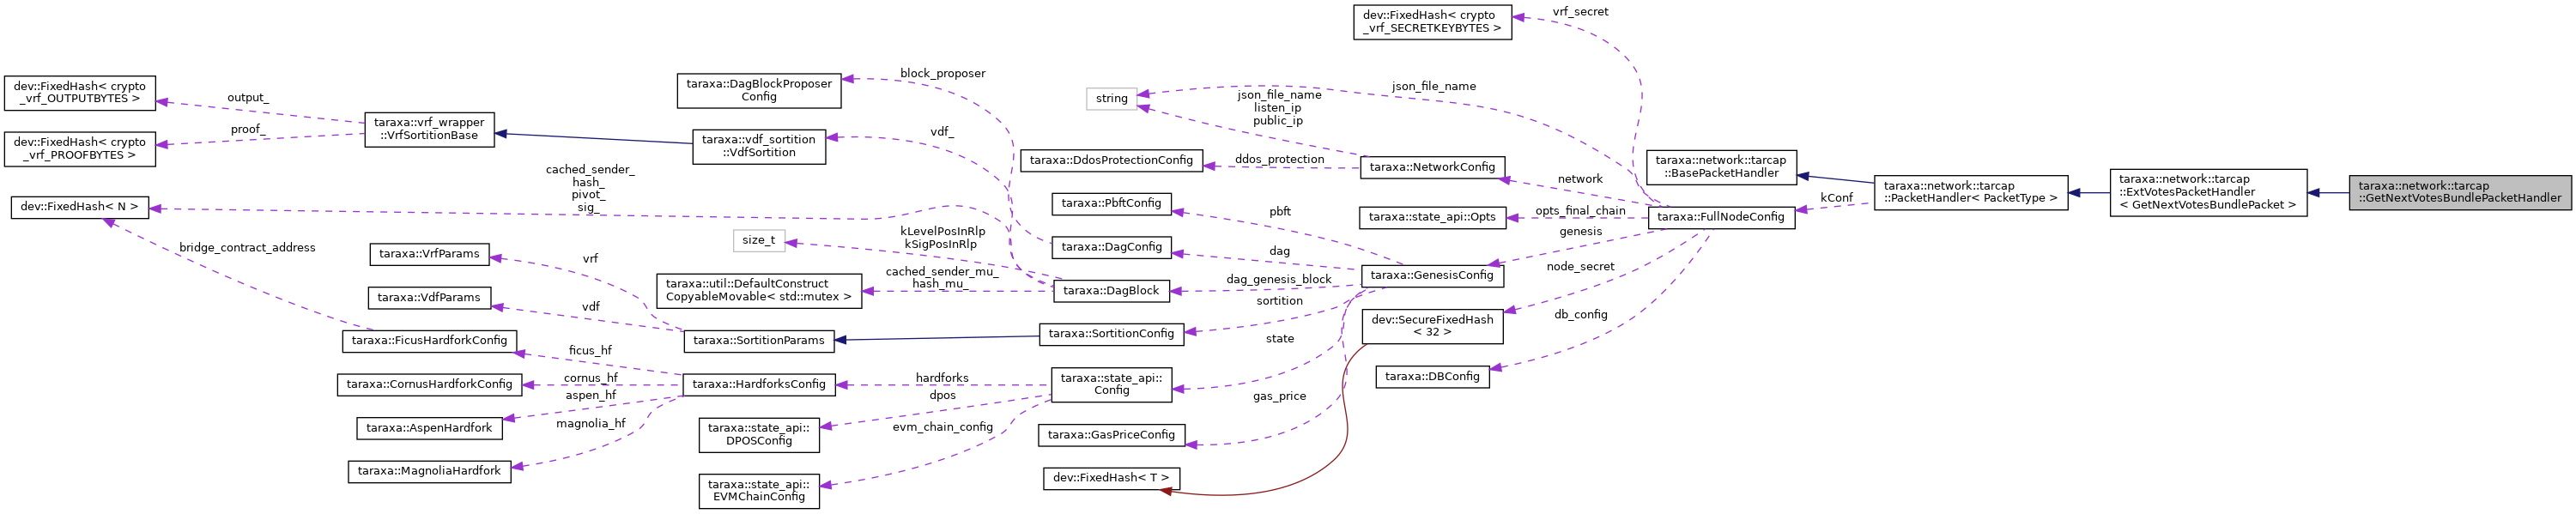 dev::FixedHash< crypto
_vrf_SECRETKEYBYTES >
vrf_secret
dev::FixedHash< crypto
_vrf_OUTPUTBYTES >
output_
dev::FixedHash< crypto
_vrf_PROOFBYTES >
proof_
taraxa::vrf_wrapper
::VrfSortitionBase
taraxa::DagBlockProposer
Config
block_proposer
taraxa::vdf_sortition
::VdfSortition
vdf_
string
json_file_name
json_file_name
listen_ip
public_ip
taraxa::DdosProtectionConfig
ddos_protection
taraxa::NetworkConfig
network
taraxa::network::tarcap
::BasePacketHandler
taraxa::network::tarcap
::PacketHandler< PacketType >
kConf
taraxa::network::tarcap
::ExtVotesPacketHandler
< GetNextVotesBundlePacket >
taraxa::network::tarcap
::GetNextVotesBundlePacketHandler
cached_sender_
hash_
pivot_
sig_
dev::FixedHash< N >
bridge_contract_address
taraxa::PbftConfig
pbft
taraxa::state_api::Opts
opts_final_chain
taraxa::FullNodeConfig
genesis
size_t
kLevelPosInRlp
kSigPosInRlp
taraxa::DagConfig
dag
taraxa::VrfParams
vrf
taraxa::util::DefaultConstruct
CopyableMovable< std::mutex >
cached_sender_mu_
hash_mu_
taraxa::DagBlock
dag_genesis_block
taraxa::GenesisConfig
node_secret
taraxa::VdfParams
vdf
sortition
dev::SecureFixedHash
< 32 >
db_config
taraxa::FicusHardforkConfig
ficus_hf
taraxa::SortitionParams
taraxa::SortitionConfig
state
taraxa::CornusHardforkConfig
cornus_hf
taraxa::HardforksConfig
hardforks
taraxa::state_api::
Config
taraxa::DBConfig
aspen_hf
dpos
gas_price
taraxa::AspenHardfork
magnolia_hf
taraxa::state_api::
DPOSConfig
evm_chain_config
taraxa::GasPriceConfig
taraxa::MagnoliaHardfork
taraxa::state_api::
EVMChainConfig
dev::FixedHash< T >